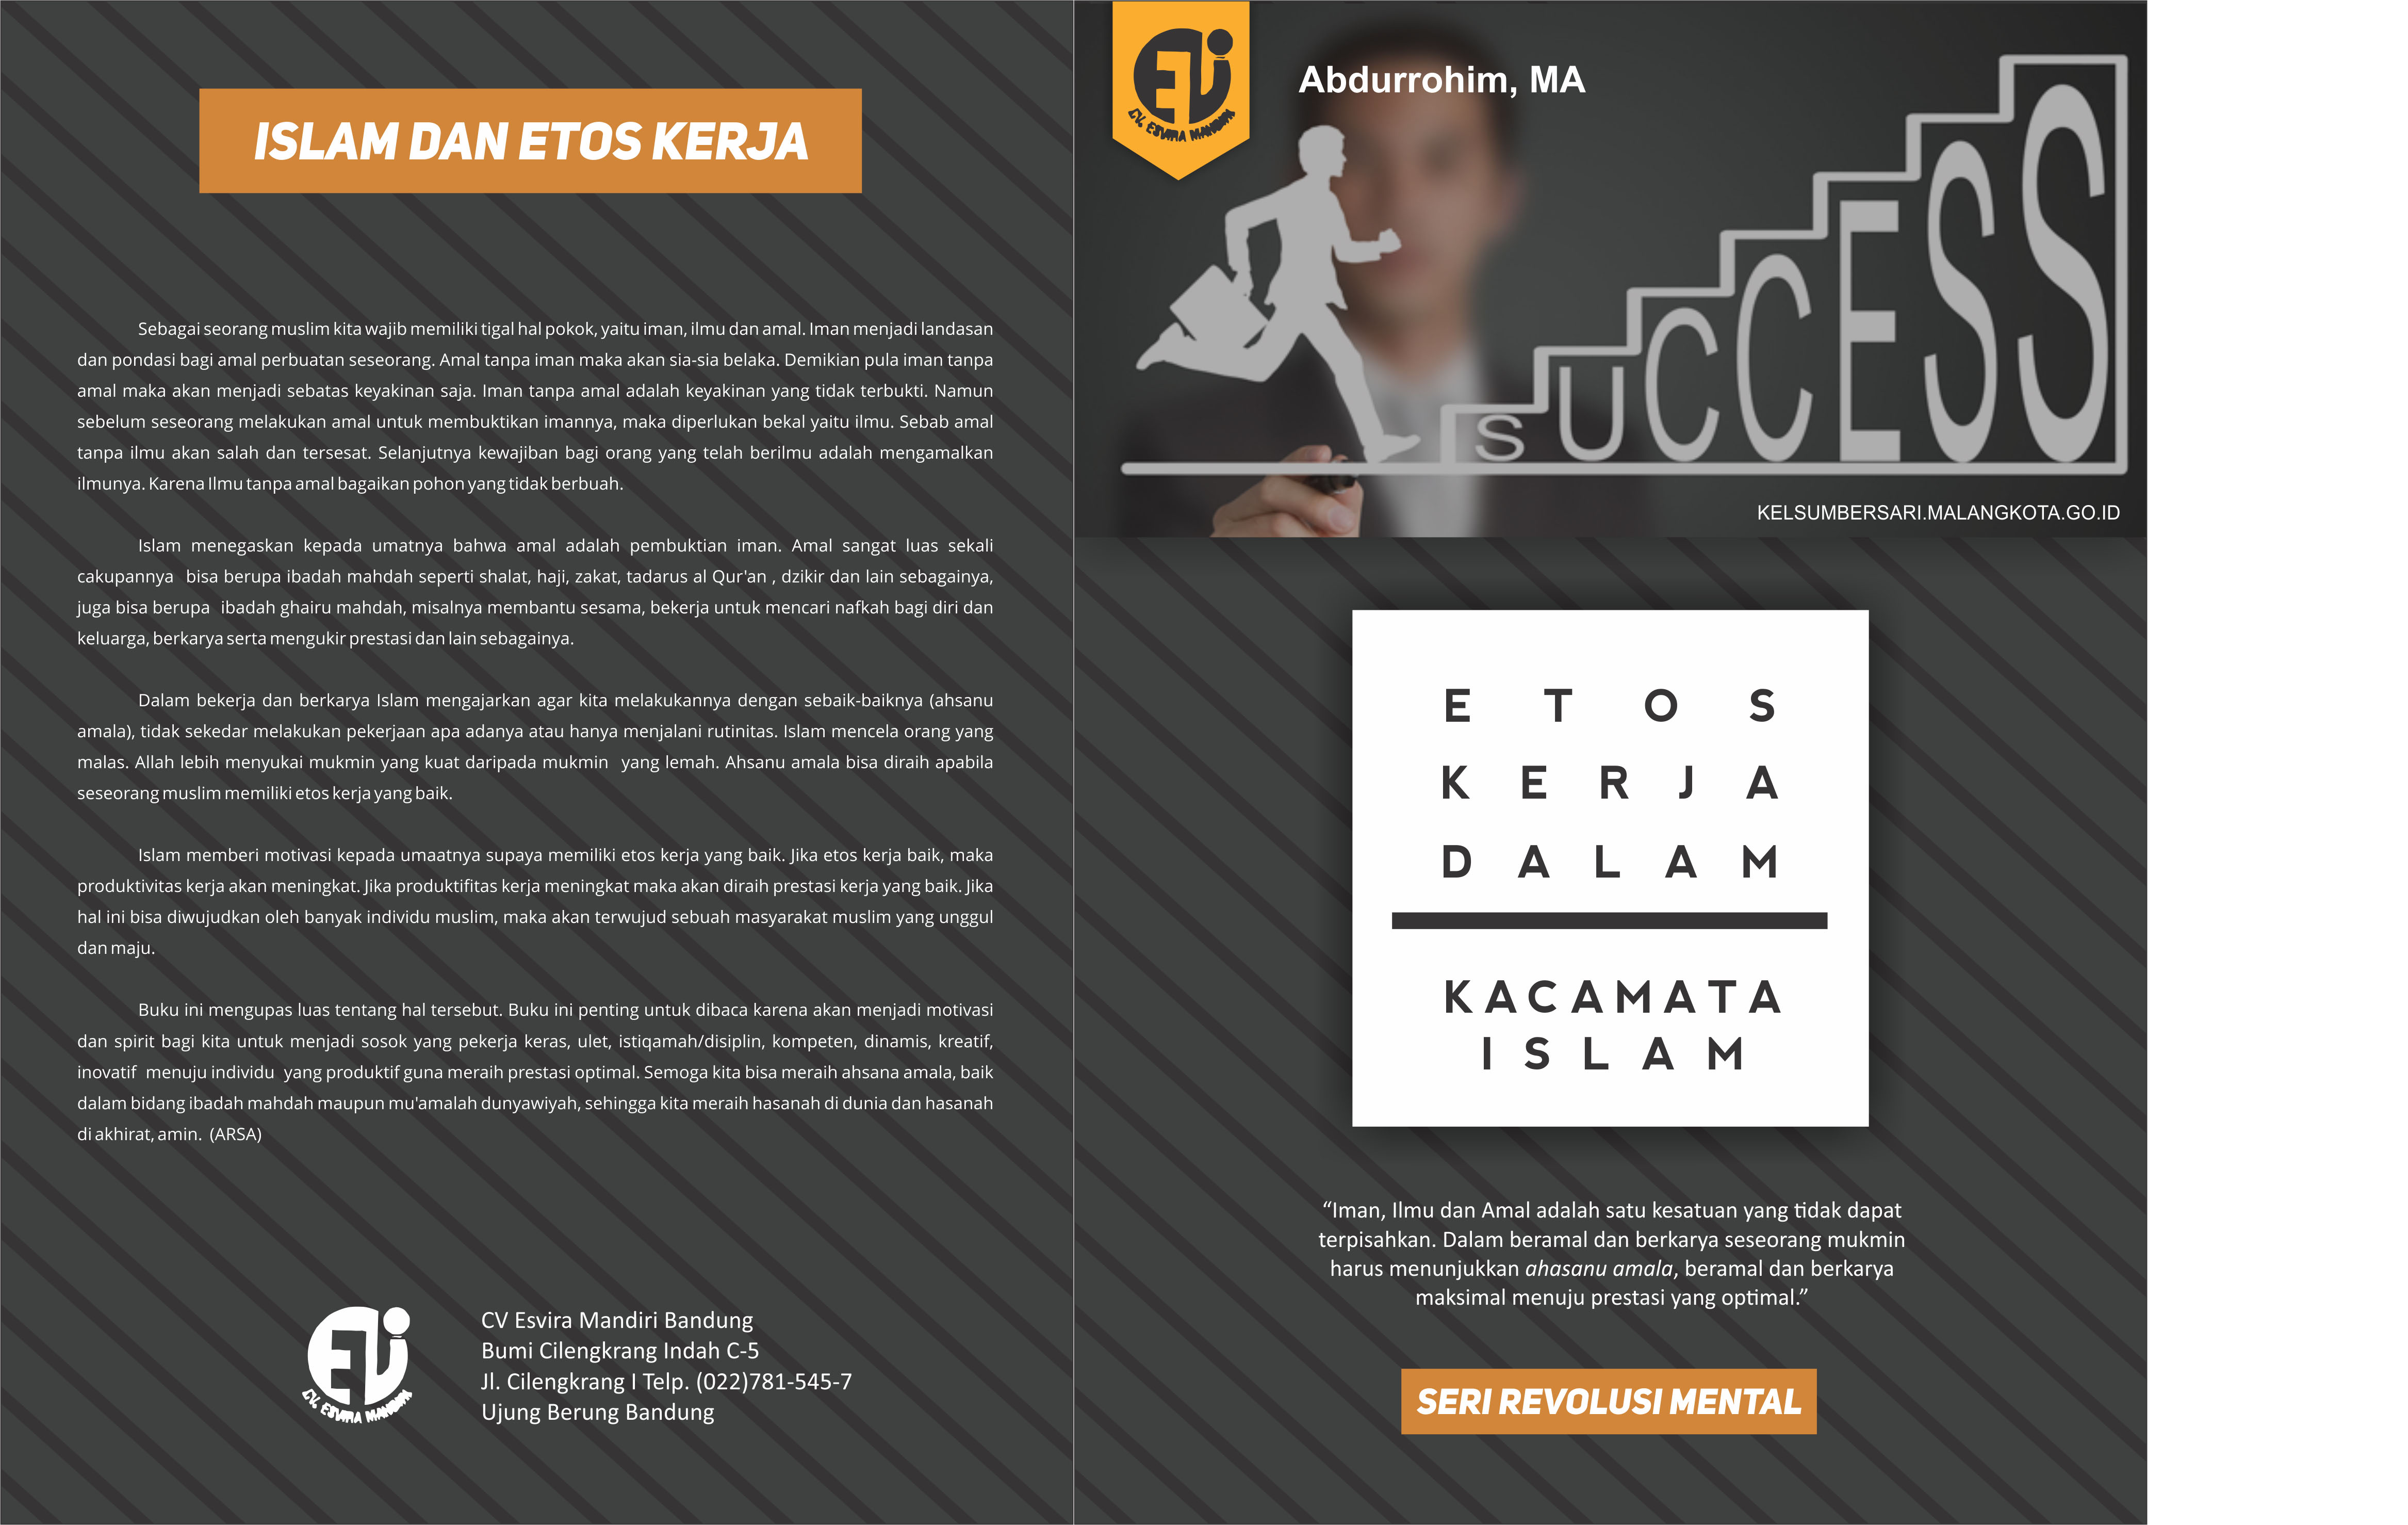 ISLAM DAN ETOS KERJA
Sebagai seorang muslim kita wajib memiliki tigal hal pokok, yaitu iman, ilmu dan amal. Iman menjadi landasan
dan pondasi bagi amal perbuatan seseorang. Amal tanpa iman maka akan sia-sia belaka. Demikian pula iman tanpa
amal maka akan menjadi sebatas keyakinan saja. Iman tanpa amal adalah keyakinan yang tidak terbukti. Namun
sebelum seseorang melakukan amal untuk membuktikan imannya, maka diperlukan bekal yaitu ilmu. Sebab amal
tanpa ilmu akan salah dan tersesat. Selanjutnya kewajiban bagi orang yang telah berilmu adalah mengamalkan
ilmunya. Karena Ilmu tanpa amal bagaikan pohon yang tidak berbuah.
Islam menegaskan kepada umatnya bahwa amal adalah pembuktian iman. Amal sangat luas sekali
cakupannya bisa berupa ibadah mahdah seperti shalat, haji, zakat, tadarus al Qur'an , dzikir dan lain sebagainya,
juga bisa berupa ibadah ghairu mahdah, misalnya membantu sesama, bekerja untuk mencari nafkah bagi diri dan
keluarga, berkarya serta mengukir prestasi dan lain sebagainya.
Dalam bekerja dan berkarya Islam mengajarkan agar kita melakukannya dengan sebaik-baiknya (ahsanu
amala), tidak sekedar melakukan pekerjaan apa adanya atau hanya menjalani rutinitas. Islam mencela orang yang
malas. Allah lebih menyukai mukmin yang kuat daripada mukmin yang lemah. Ahsanu amala bisa diraih apabila
seseorang muslim memiliki etos kerja yang baik.
Islam memberi motivasi kepada umaatnya supaya memiliki etos kerja yang baik. Jika etos kerja baik, maka
produktivitas kerja akan meningkat. Jika produktifitas kerja meningkat maka akan diraih prestasi kerja yang baik. Jika
hal ini bisa diwujudkan oleh banyak individu muslim, maka akan terwujud sebuah masyarakat muslim yang unggul
dan maju.
Buku ini mengupas luas tentang hal tersebut. Buku ini penting untuk dibaca karena akan menjadi motivasi
dan spirit bagi kita untuk menjadi sosok yang pekerja keras, ulet, istiqamah/disiplin, kompeten, dinamis, kreatif,
inovatif menuju individu yang produktif guna meraih prestasi optimal. Semoga kita bisa meraih ahsana amala, baik
dalam bidang ibadah mahdah maupun mu'amalah dunyawiyah, sehingga kita meraih hasanah di dunia dan hasanah
di akhirat, amin. (ARSA)
CV. ESVIRA MANDIRI
CV Esvira Mandiri Bandung
Bumi Cilengkrang Indah C-5
Jl. Cilengkrang I Telp. (022)781-545-7
Ujung Berung Bandung
CV. ESVIRA MANDIRI
Abdurrohim, MA
SUCCESS
KELSUMBERSARI.MALANGKOTA.GO.ID
ETOS
KERJA
DALAM
KACAMATA
ISLAM
“Iman, Ilmu dan Amal adalah satu kesatuan yang tidak dapat
terpisahkan. Dalam beramal dan berkarya seseorang mukmin
harus menunjukkan ahasanu amala, beramal dan berkarya
maksimal menuju prestasi yang optimal.”
SERI REVOLUSI MENTAL